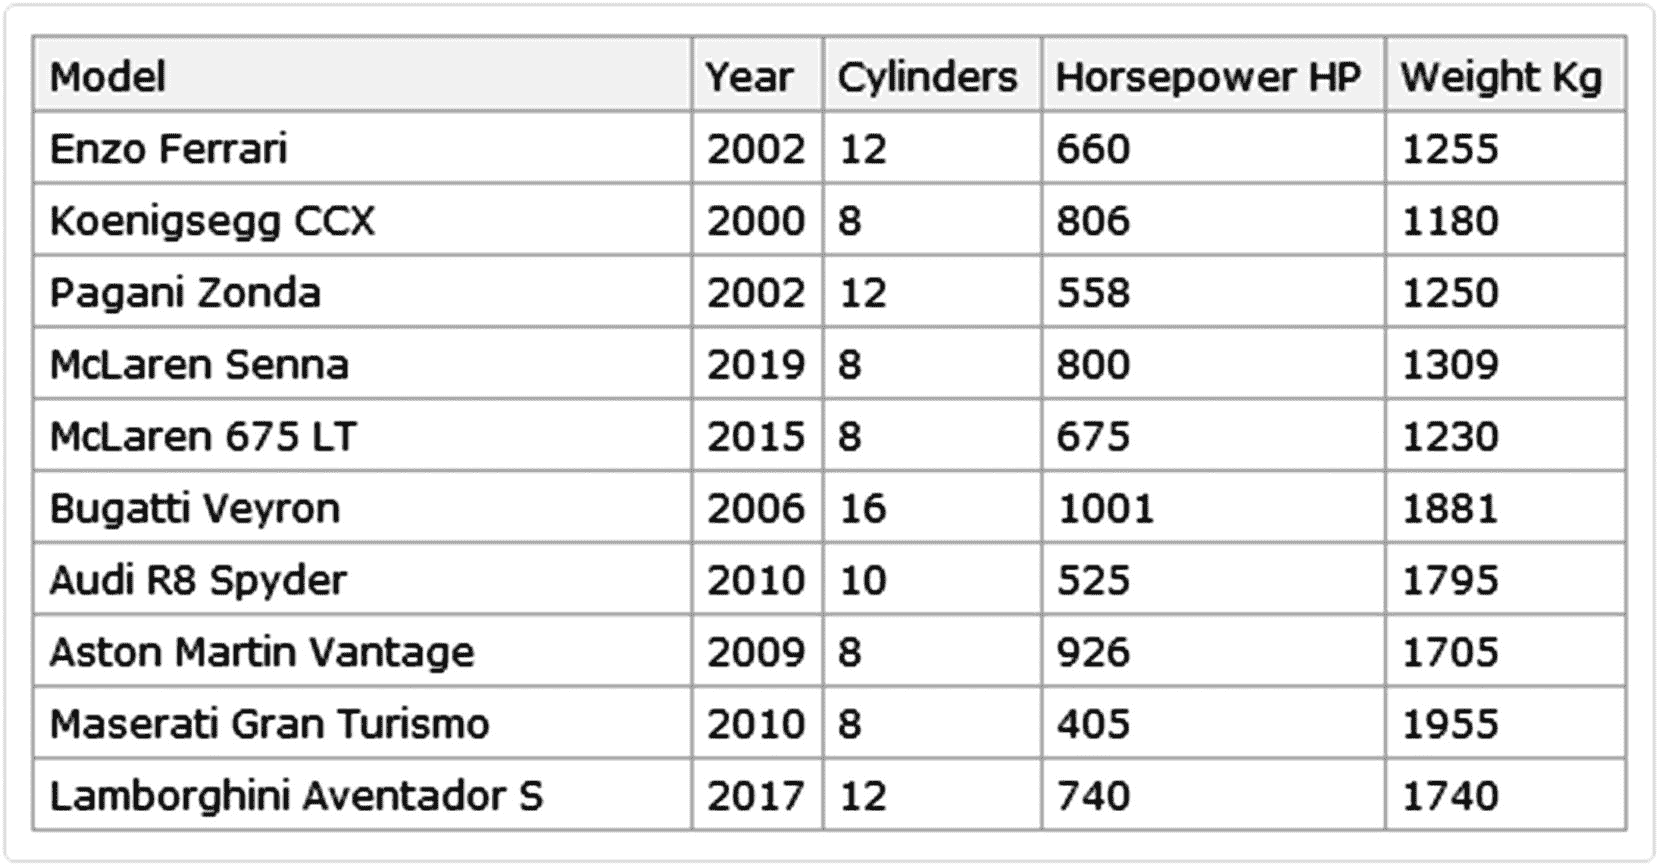 Model Year Cylinders Horsepower HP Weight Kg
Enzo Ferrari 2002 12 660 1255
Koenigsegg CCX 2000 8 806 1180
Pagani Zonda 2002 12 558 1250
McLaren Senna 2019 8 800 1309
McLaren 675 LT 2015 8 675 1230
Bugatti Veyron 2006 16 1001 1881
Audi R8 Spyder 2010 10 525 1795
Aston Martin Vantage 2009 8 926 1705
Maserati Gran Turismo 2010 8 405 1955
Lamborghini Aventador S 2017 12 740 1740